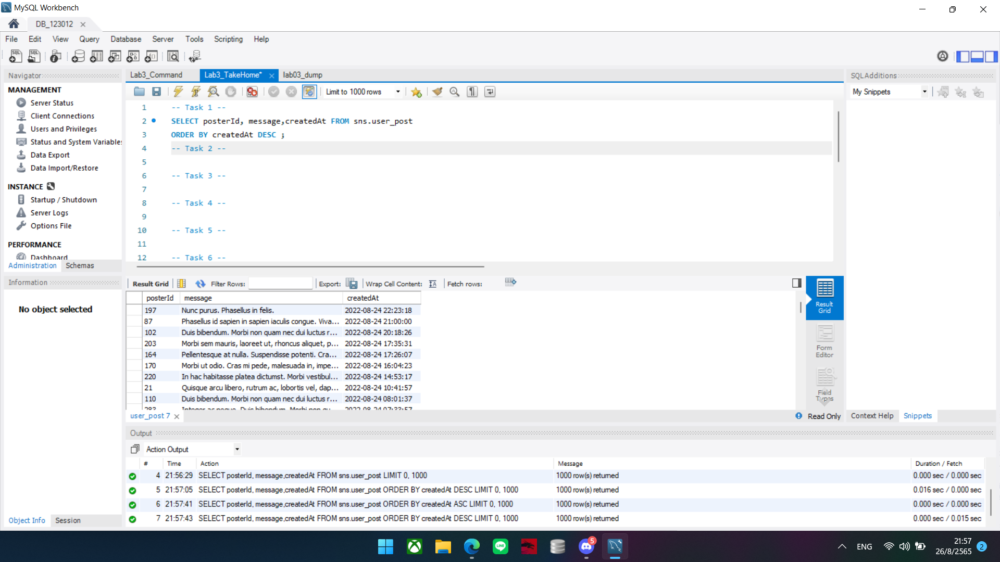 MySQL Workbench
DB_123012
File Edit View Query Database Server Tools Scripting Help
Navigator
MANAGEMENT
Server Status
Client Connections
Users and Privileges
Status and System Variables
Data Export
Data Import/Restore
INSTANCE
Startup / Shutdown
Server Logs
Options File
PERFORMANCE
Dashboard
Administration Schemas
Information
No object selected
Object Info Session
Lab3_Command Lab3_TakeHome* lab03_dump
Limit to 1000 rows
1 -- Task 1 --
2 SELECT posterId, message,createdAt FROM sns.user_post
3 ORDER BY createdAt DESC ;
4 -- Task 2 --
5
6 -- Task 3 --
7
8 -- Task 4 --
9
10 -- Task 5 --
11
12 -- Task 6 --
Result Grid Filter Rows: Export: Wrap Cell Content: Fetch rows:
posterId message createdAt
197 Nunc purus. Phasellus in felis. 2022-08-24 22:23:18
87 Phasellus id sapien in sapien iaculis congue. Viva... 2022-08-24 21:00:00
102 Duis bibendum. Morbi non quam nec dui luctus r... 2022-08-24 20:18:26
203 Morbi sem mauris, laoreet ut, rhoncus aliquet, p... 2022-08-24 17:35:31
164 Pellentesque at nulla. Suspendisse potenti. Cra... 2022-08-24 17:26:07
170 Morbi ut odio. Cras mi pede, malesuada in, impe... 2022-08-24 16:04:23
220 In hac habitasse platea dictumst. Morbi vestibul... 2022-08-24 14:53:17
21 Quisque arcu libero, rutrum ac, lobortis vel, dap... 2022-08-24 10:41:57
110 Duis bibendum. Morbi non quam nec dui luctus r... 2022-08-24 08:01:37
283 Integer ac neque. Duis bibendum. Morbi non qu... 2022-08-24 07:33:57
Result Grid
Form Editor
Field Types
user_post 7
Read Only
SQLAdditions
My Snippets
Context Help Snippets
Output
Action Output
# Time Action Message Duration / Fetch
4 21:56:29 SELECT posterId, message,createdAt FROM sns.user_post LIMIT 0, 1000 1000 row(s) returned 0.000 sec / 0.000 sec
5 21:57:05 SELECT posterId, message,createdAt FROM sns.user_post ORDER BY createdAt DESC LIMIT 0, 1000 1000 row(s) returned 0.016 sec / 0.000 sec
6 21:57:41 SELECT posterId, message,createdAt FROM sns.user_post ORDER BY createdAt ASC LIMIT 0, 1000 1000 row(s) returned 0.000 sec / 0.000 sec
7 21:57:43 SELECT posterId, message,createdAt FROM sns.user_post ORDER BY createdAt DESC LIMIT 0, 1000 1000 row(s) returned 0.000 sec / 0.015 sec
LINE
5
ENG
21:57
26/8/2565
2